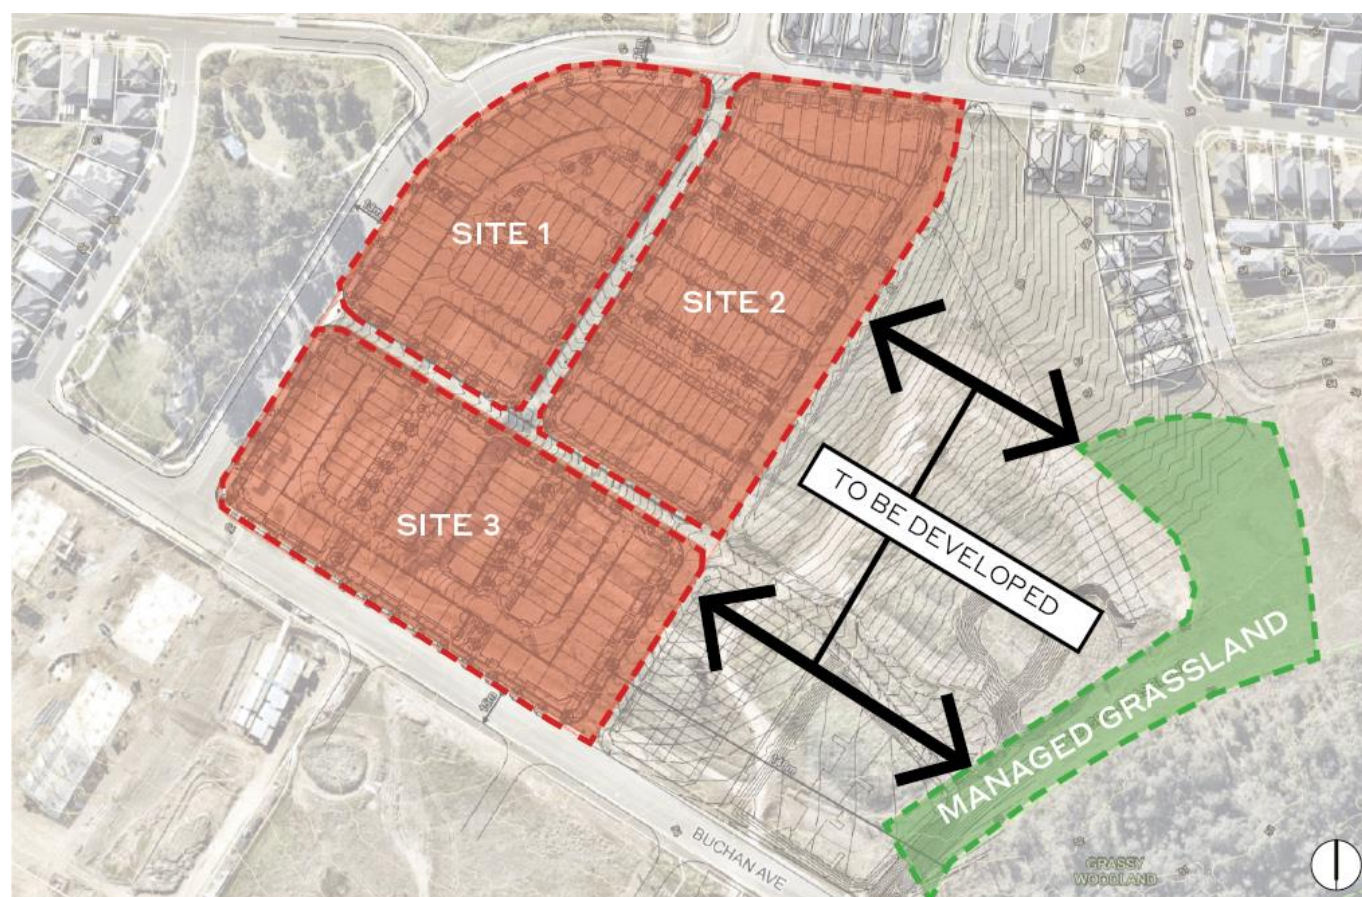 SITE 1
SITE 2
SITE 3
TO BE DEVELOPED
MANAGED GRASSLAND
BUCHAN AVE
GRASSY
WOODLAND